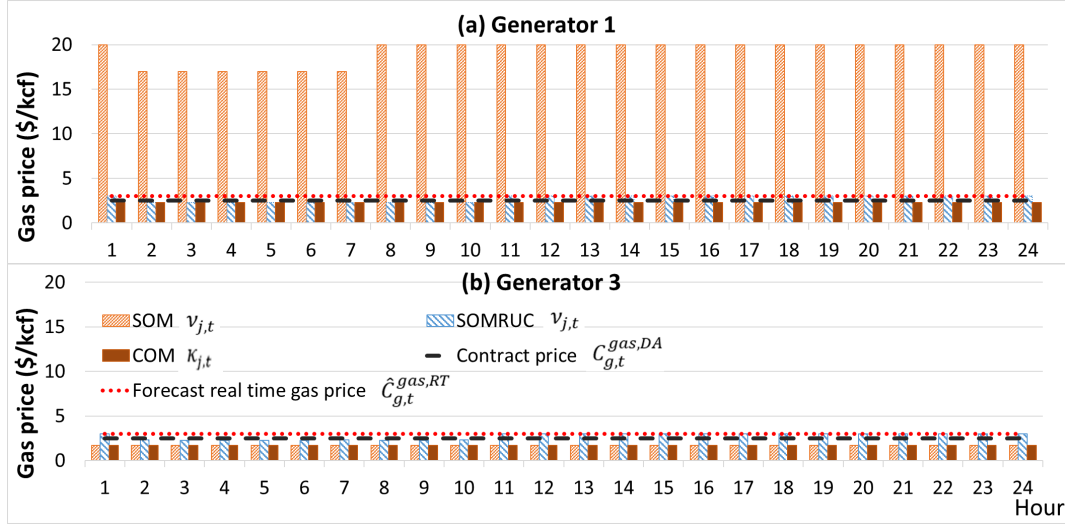 (a) Generator 1
Gas price ($/kcf)
20
15
10
5
0
1 2 3 4 5 6 7 8 9 10 11 12 13 14 15 16 17 18 19 20 21 22 23 24
(b) Generator 3
Gas price ($/kcf)
20
15
10
5
0
SOM ν_{j,t} SOMRUC ν_{j,t}
COM κ_{j,t} Contract price C_{g,t}^{gas,DA}
Forecast real time gas price Ĉ_{g,t}^{gas,RT}
1 2 3 4 5 6 7 8 9 10 11 12 13 14 15 16 17 18 19 20 21 22 23 24
Hour